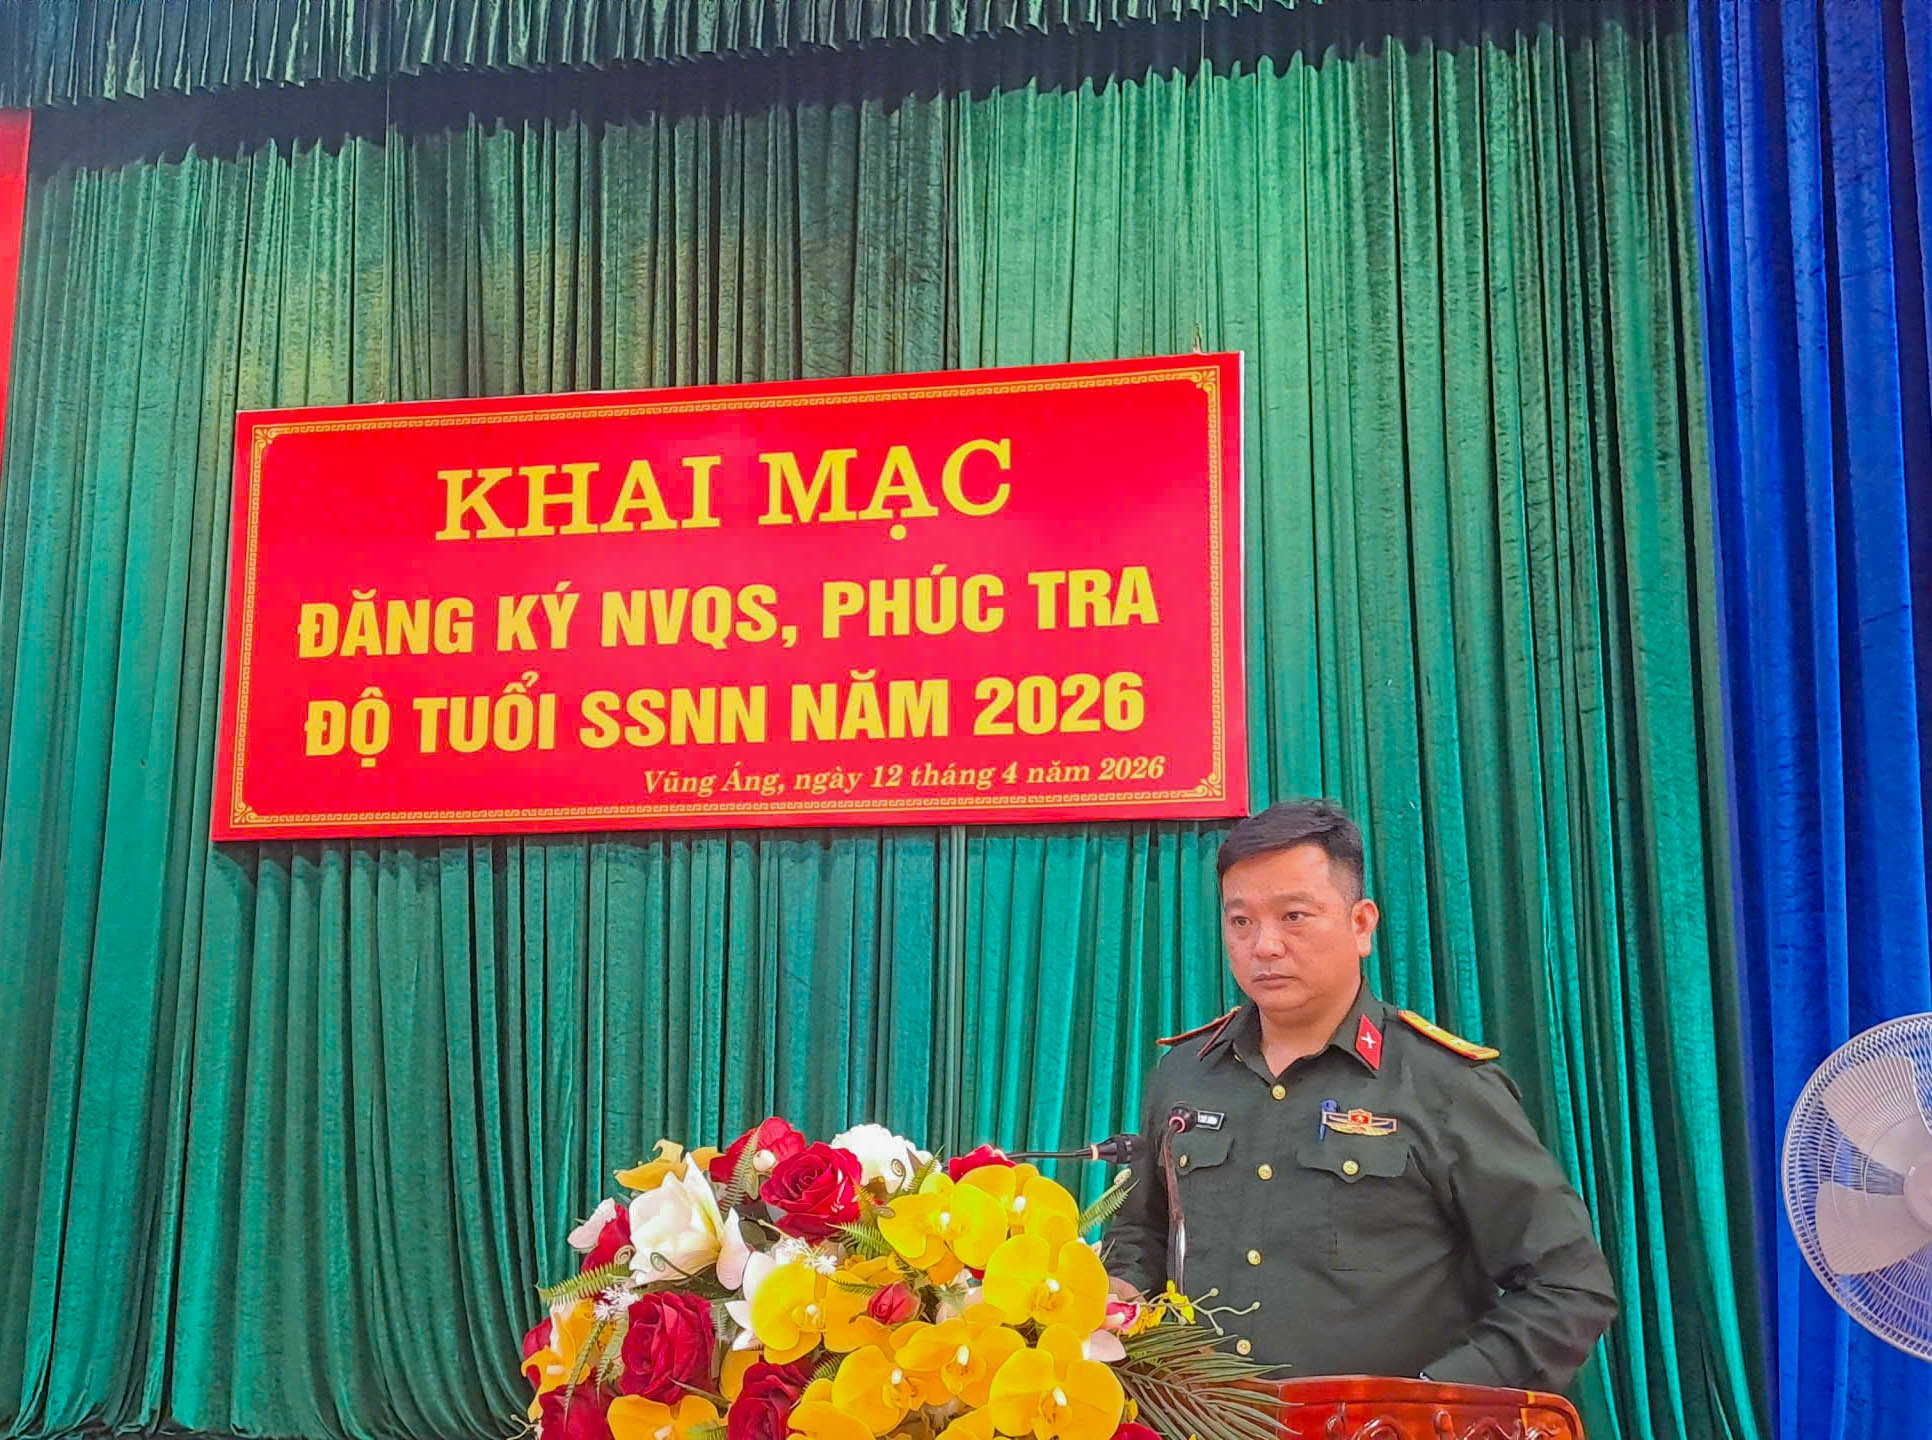 KHAI MẠC
ĐĂNG KÝ NVQS, PHÚC TRA
ĐỘ TUỔI SSNN NĂM 2026
Vũng Áng, ngày 12 tháng 4 năm 2026